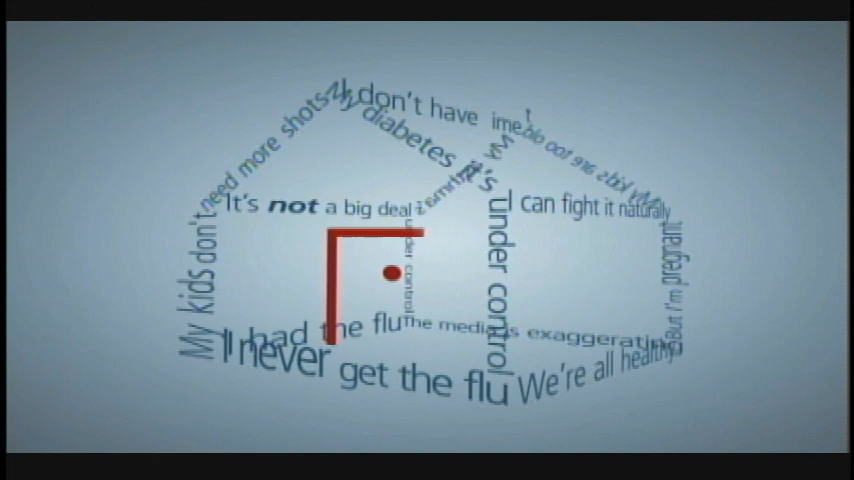 I don't have
My diabetes
My kids don't need more shots
My kids are too old
It's not a big deal
I can fight it naturally
it's under control
under control
But I'm pregnant
I had the flu
The media is exaggerating
I never get the flu
We're all healthy